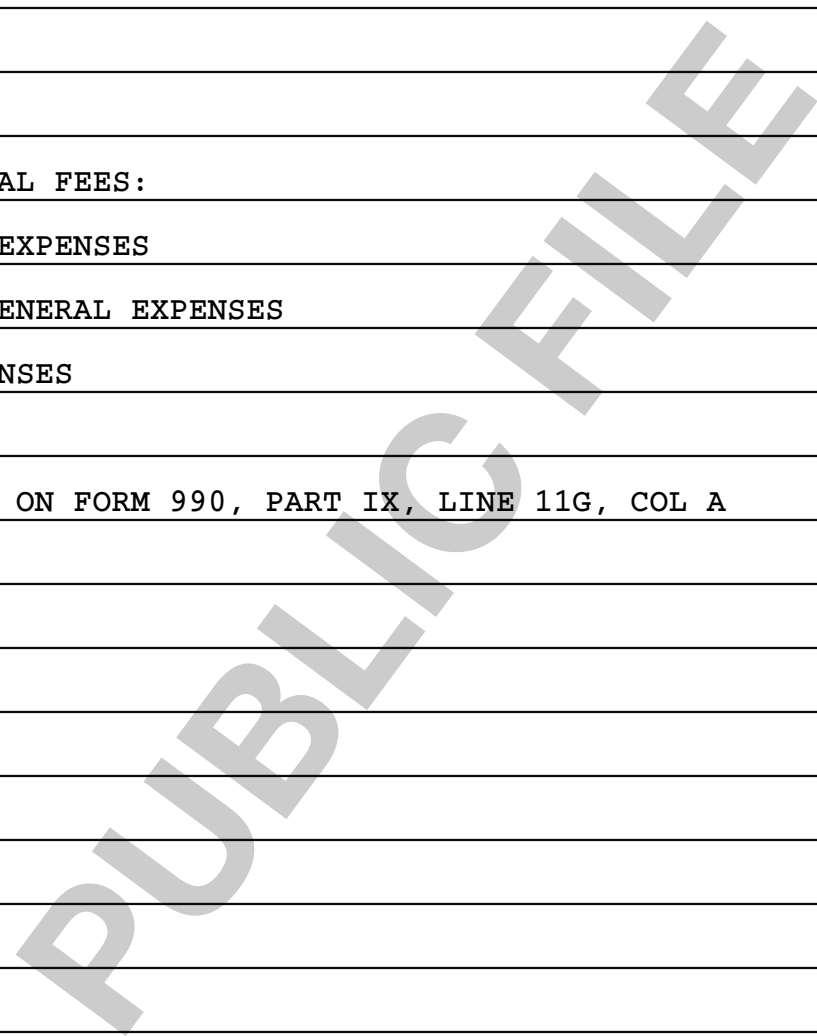 AL FEES:
EXPENSES
ENERAL EXPENSES
NSES
ON FORM 990, PART IX, LINE 11G, COL A
PUBLIC FILE